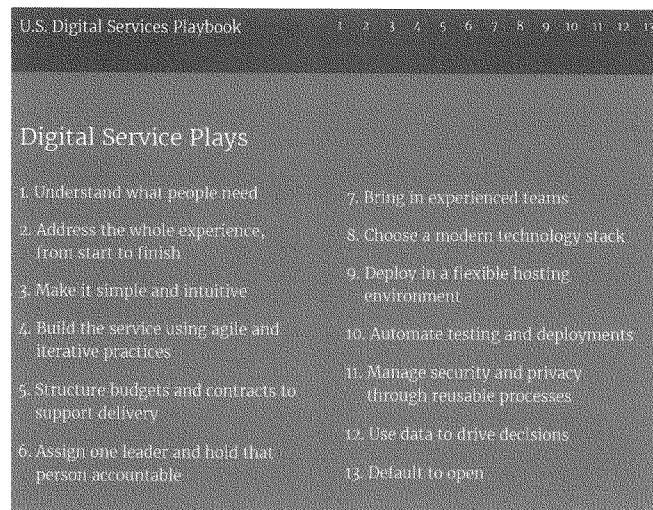 U.S. Digital Services Playbook
1 2 3 4 5 6 7 8 9 10 11 12 13
Digital Service Plays
1. Understand what people need
2. Address the whole experience,
from start to finish
3. Make it simple and intuitive
4. Build the service using agile and
iterative practices
5. Structure budgets and contracts to
support delivery
6. Assign one leader and hold that
person accountable
7. Bring in experienced teams
8. Choose a modern technology stack
9. Deploy in a flexible hosting
environment
10. Automate testing and deployments
11. Manage security and privacy
through reusable processes
12. Use data to drive decisions
13. Default to open